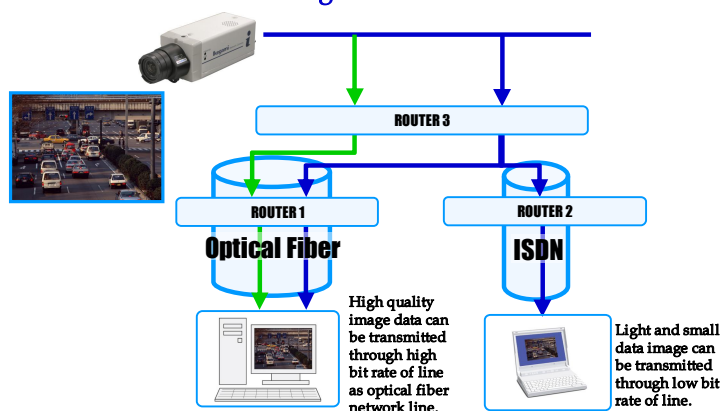 ROUTER 3
ROUTER 1
ROUTER 2
Optical Fiber
ISDN
High quality
image data can
be transmitted
through high
bit rate of line
as optical fiber
network line.
Light and small
data image can
be transmitted
through low bit
rate of line.